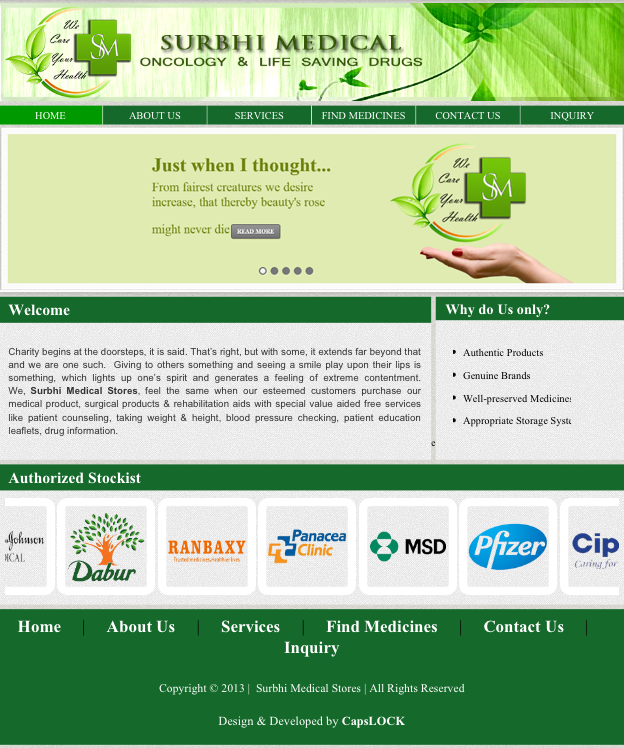 We
Care
Your
Health
SM
SURBHI MEDICAL
ONCOLOGY & LIFE SAVING DRUGS
HOME ABOUT US SERVICES FIND MEDICINES CONTACT US INQUIRY
Just when I thought...
From fairest creatures we desire
increase, that thereby beauty's rose
might never die READ MORE
We
Care
Your
Health
SM
Welcome
Charity begins at the doorsteps, it is said. That's right, but with some, it extends far beyond that
and we are one such. Giving to others something and seeing a smile play upon their lips is
something, which lights up one's spirit and generates a feeling of extreme contentment.
We, Surbhi Medical Stores, feel the same when our esteemed customers purchase our
medical product, surgical products & rehabilitation aids with special value aided free services
like patient counseling, taking weight & height, blood pressure checking, patient education
leaflets, drug information.
Why do Us only?
Authentic Products
Genuine Brands
Well-preserved Medicines
Appropriate Storage Syste
e
Authorized Stockist
Johnson
ICAL
Dabur
RANBAXY
Trusted medicines.Healthier lives
Panacea
Clinic
MSD
Pfizer
Cip
Caring for
Home | About Us | Services | Find Medicines | Contact Us |
Inquiry
Copyright © 2013 | Surbhi Medical Stores | All Rights Reserved
Design & Developed by CapsLOCK